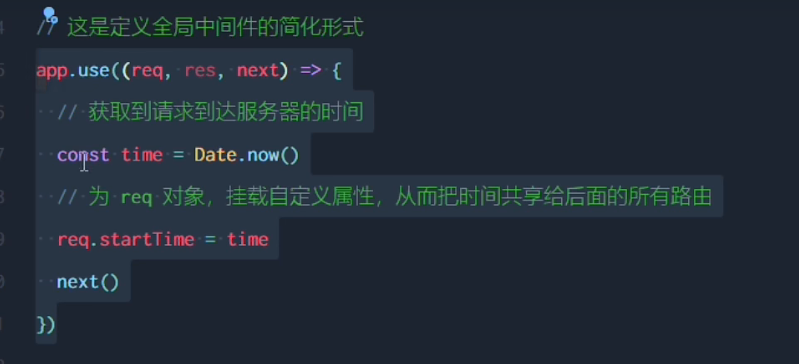 // 这是定义全局中间件的简化形式
app.use((req, res, next) => {
// 获取到请求到达服务器的时间
const time = Date.now()
// 为 req 对象，挂载自定义属性，从而把时间共享给后面的所有路由
req.startTime = time
next()
})